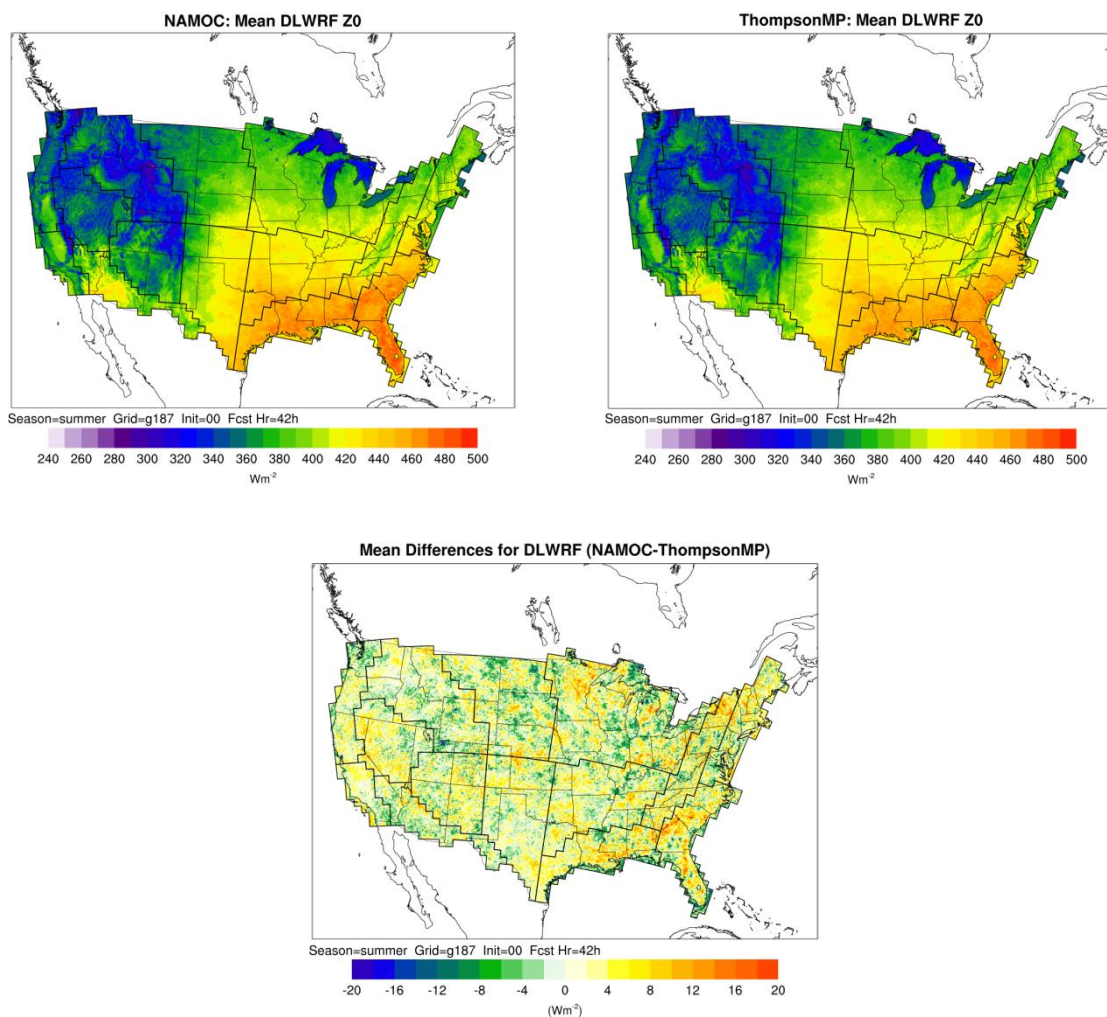 NAMOC: Mean DLWRF Z0
Season=summer Grid=g187 Init=00 Fcst Hr=42h
240 260 280 300 320 340 360 380 400 420 440 460 480 500
Wm-2
ThompsonMP: Mean DLWRF Z0
Season=summer Grid=g187 Init=00 Fcst Hr=42h
240 260 280 300 320 340 360 380 400 420 440 460 480 500
Wm-2
Mean Differences for DLWRF (NAMOC-ThompsonMP)
Season=summer Grid=g187 Init=00 Fcst Hr=42h
-20 -16 -12 -8 -4 0 4 8 12 16 20
(Wm-2)